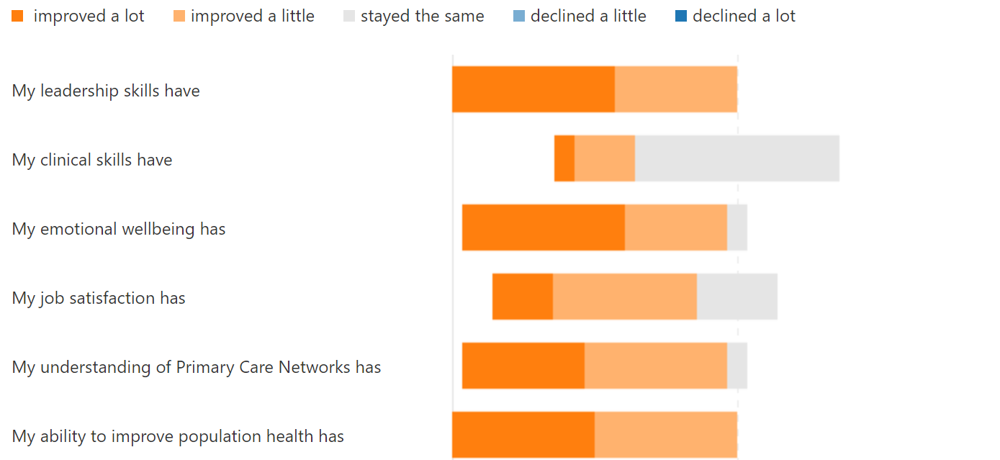 improved a lot improved a little stayed the same declined a little declined a lot
My leadership skills have
My clinical skills have
My emotional wellbeing has
My job satisfaction has
My understanding of Primary Care Networks has
My ability to improve population health has